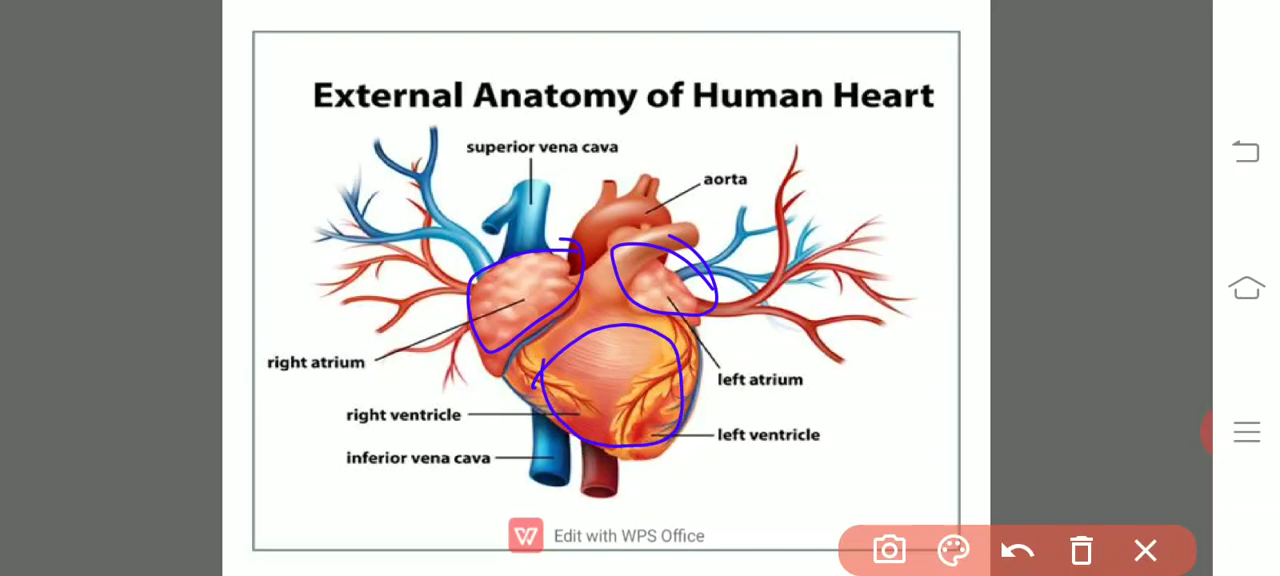 External Anatomy of Human Heart
superior vena cava
aorta
right atrium
left atrium
right ventricle
left ventricle
inferior vena cava
Edit with WPS Office